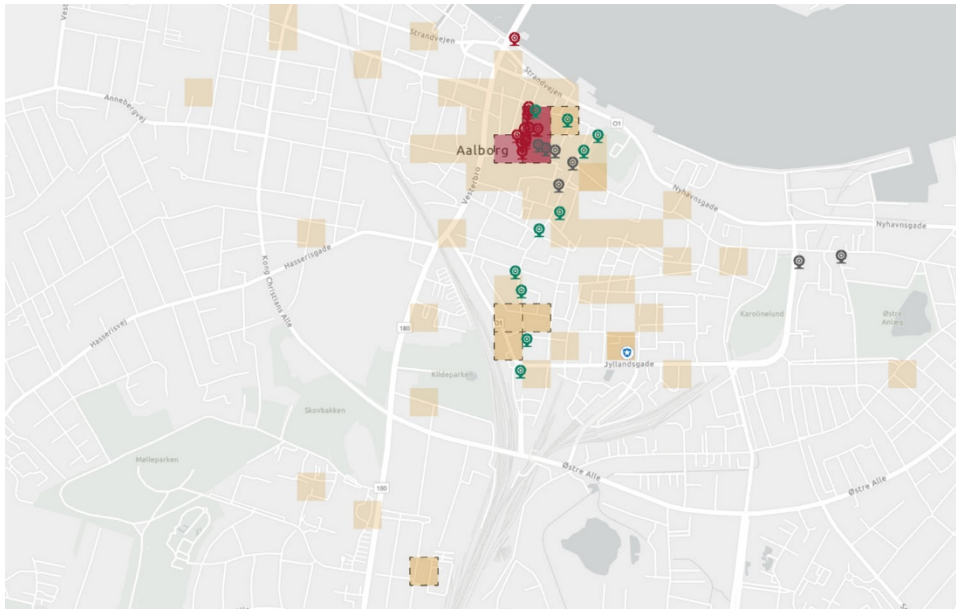 Strandvejen
Strandvejen
Annebergvej
O1
Aalborg
Vesterbro
Nyhavnsgade
Nyhavnsgade
Hasserisgade
Kong Christians Alle
Hasserisvej
180
O1
Karolinelund
Østre
Anlæg
Jyllandsgade
Kildeparken
Skovbakken
Mølleparken
180
Østre Alle
Østre Alle